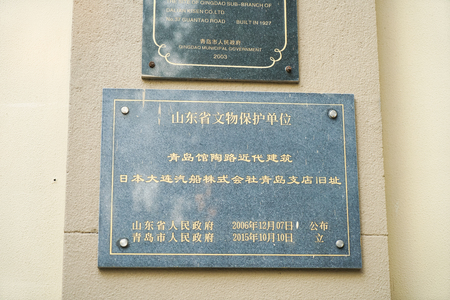 OF QINGDAO SUB-BRANCH OF
KISEN CO.LTD
GUANTAO ROAD BUILT IN 1927
青岛市人民政府
QINGDAO MUNICIPAL GOVERNMENT
2003
山东省文物保护单位
青岛馆陶路近代建筑
日本大连汽船株式会社青岛支店旧址
山东省人民政府 2006年12月07日 公布
青岛市人民政府 2015年10月10日 立